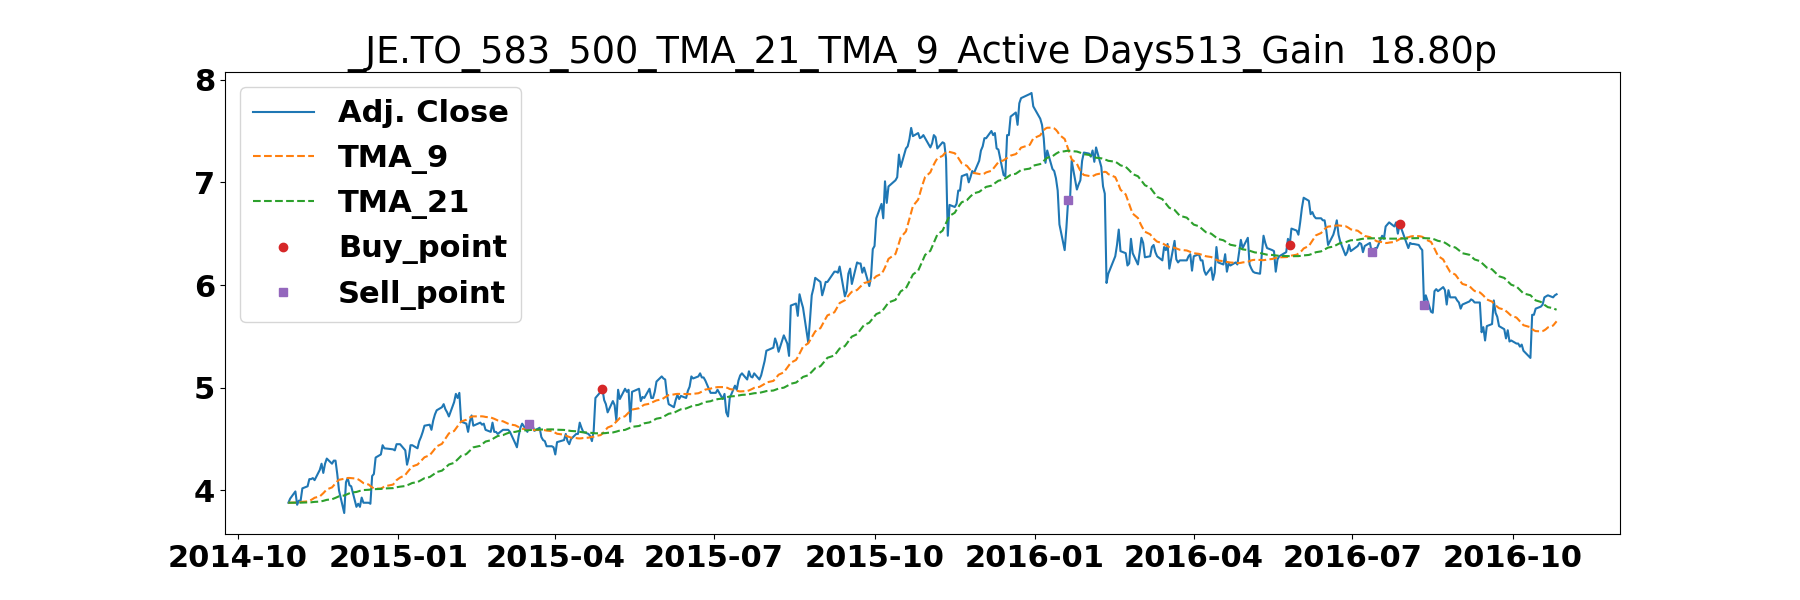 _JE.TO_583_500_TMA_21_TMA_9_Active Days513_Gain  18.80p
8
7
6
5
4
Adj. Close
TMA_9
TMA_21
Buy_point
Sell_point
2014-10 2015-01 2015-04 2015-07 2015-10 2016-01 2016-04 2016-07 2016-10